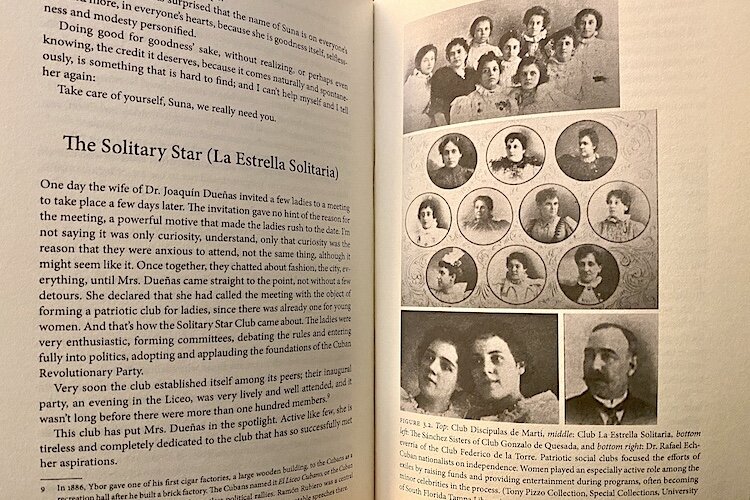 surprised that the name of Suna is on everyone's
more, in everyone's hearts, because she is goodness itself, selfless-
ness and modesty personified.
Doing good for goodness' sake, without realizing, or perhaps even
knowing, the credit it deserves, because it comes naturally and spontane-
ously, is something that is hard to find; and I can't help myself and I tell
her again:
Take care of yourself, Suna, we really need you.
The Solitary Star (La Estrella Solitaria)
One day the wife of Dr. Joaquín Dueñas invited a few ladies to a meeting
to take place a few days later. The invitation gave no hint of the reason for
the meeting, a powerful motive that made the ladies rush to the date. I'm
not saying it was only curiosity, understand, only that curiosity was the
reason that they were anxious to attend, not the same thing, although it
might seem like it. Once together, they chatted about fashion, the city, ev-
erything, until Mrs. Dueñas came straight to the point, not without a few
detours. She declared that she had called the meeting with the object of
forming a patriotic club for ladies, since there was already one for young
women. And that's how the Solitary Star Club came about. The ladies were
very enthusiastic, forming committees, debating the rules and entering
fully into politics, adopting and applauding the foundations of the Cuban
Revolutionary Party.
Very soon the club established itself among its peers; their inaugural
party, an evening in the Liceo, was very lively and well attended, and it
wasn't long before there were more than one hundred members.9
This club has put Mrs. Dueñas in the spotlight. Active like few, she is
tireless and completely dedicated to the club that has so successfully met
her aspirations.
9 In 1886, Ybor gave one of his first cigar factories, a large wooden building, to the Cubans as a
recreation hall after he built a brick factory. The Cubans named it El Liceo Cubano
political rallies. Ramón Rubiero was a central
speeches there.
FIGURE 3.2. Top: Club Discípulas de Martí, middle: Club La Estrella Solitaria, bottom
left: The Sánchez Sisters of Club Gonzalo de Quesada, and bottom right: Dr. Rafael Ech-
everría of the Club Federico de la Torre. Patriotic social clubs focused the efforts of
Cuban nationalists on independence. Women played an especially active role among the
exiles by raising funds and providing entertainment during programs, often becoming
minor celebrities in the process. (Tony Pizzo Collection, Special Collections, University
of South Florida Tampa